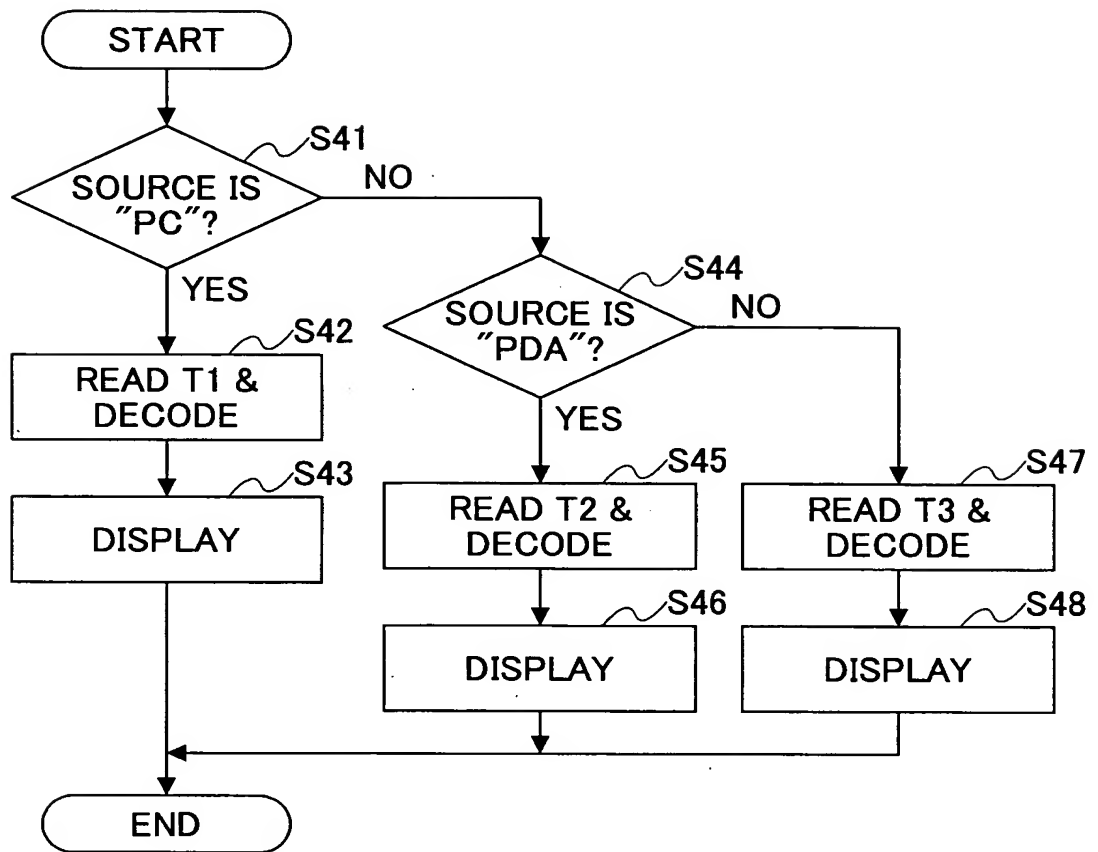 START
S41
SOURCE IS
"PC"?
NO
YES
S44
SOURCE IS
"PDA"?
NO
YES
S42
READ T1 &
DECODE
S43
DISPLAY
S45
READ T2 &
DECODE
S46
DISPLAY
S47
READ T3 &
DECODE
S48
DISPLAY
END